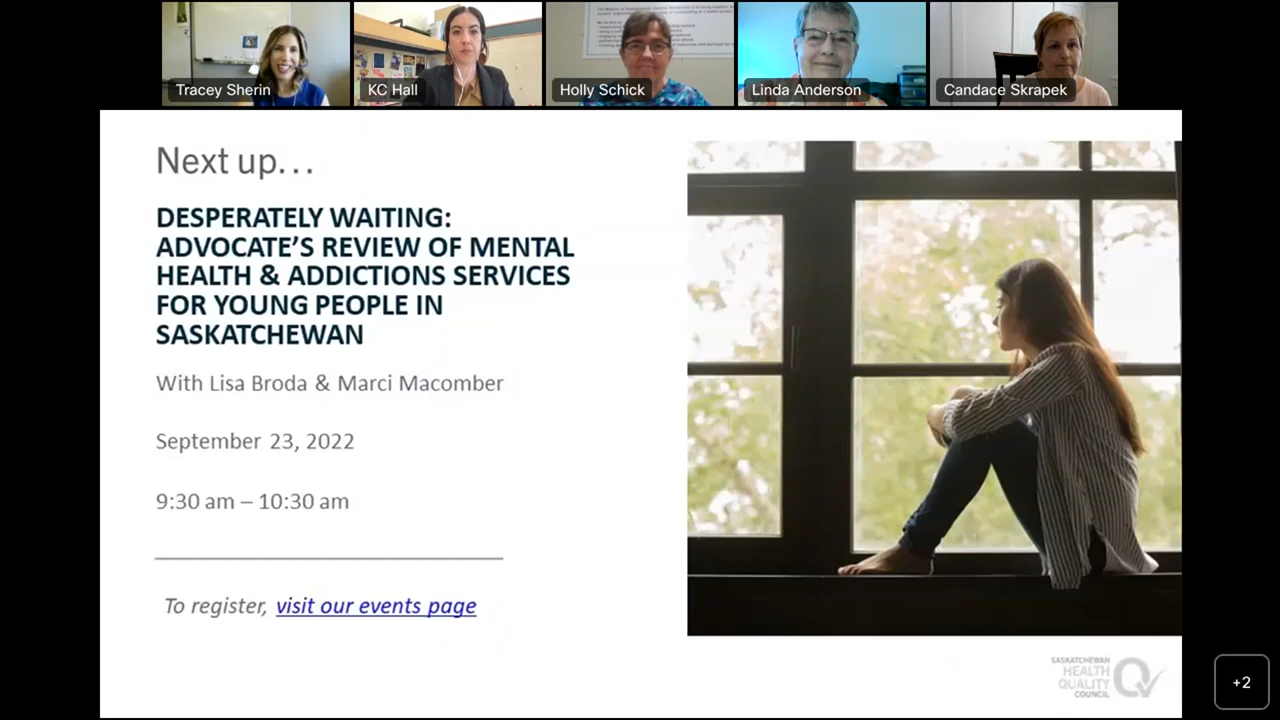 Tracey Sherin
KC Hall
Holly Schick
Linda Anderson
Candace Skrapek
Next up...
DESPERATELY WAITING:
ADVOCATE'S REVIEW OF MENTAL
HEALTH & ADDICTIONS SERVICES
FOR YOUNG PEOPLE IN
SASKATCHEWAN
With Lisa Broda & Marci Macomber
September 23, 2022
9:30 am – 10:30 am
To register, visit our events page
SASKATCHEWAN
HEALTH
QUALITY
COUNCIL
+2